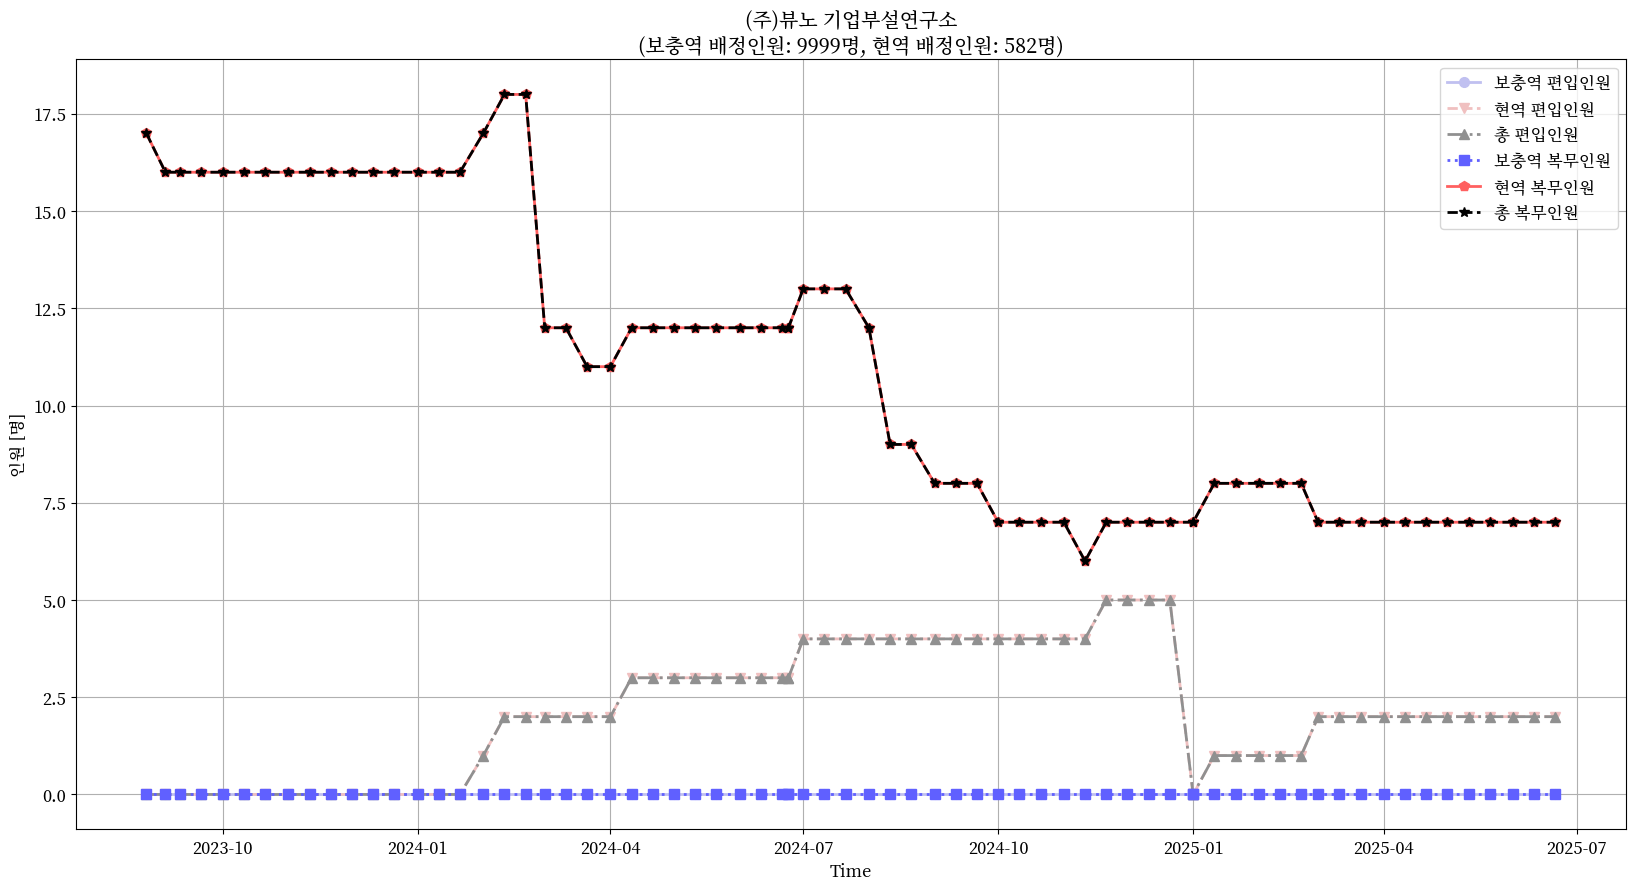 (주)뷰노 기업부설연구소
(보충역 배정인원: 9999명, 현역 배정인원: 582명)
보충역 편입인원
현역 편입인원
총 편입인원
보충역 복무인원
현역 복무인원
총 복무인원
인원 [명]
17.5
15.0
12.5
10.0
7.5
5.0
2.5
0.0
2023-10
2024-01
2024-04
2024-07
2024-10
2025-01
2025-04
2025-07
Time